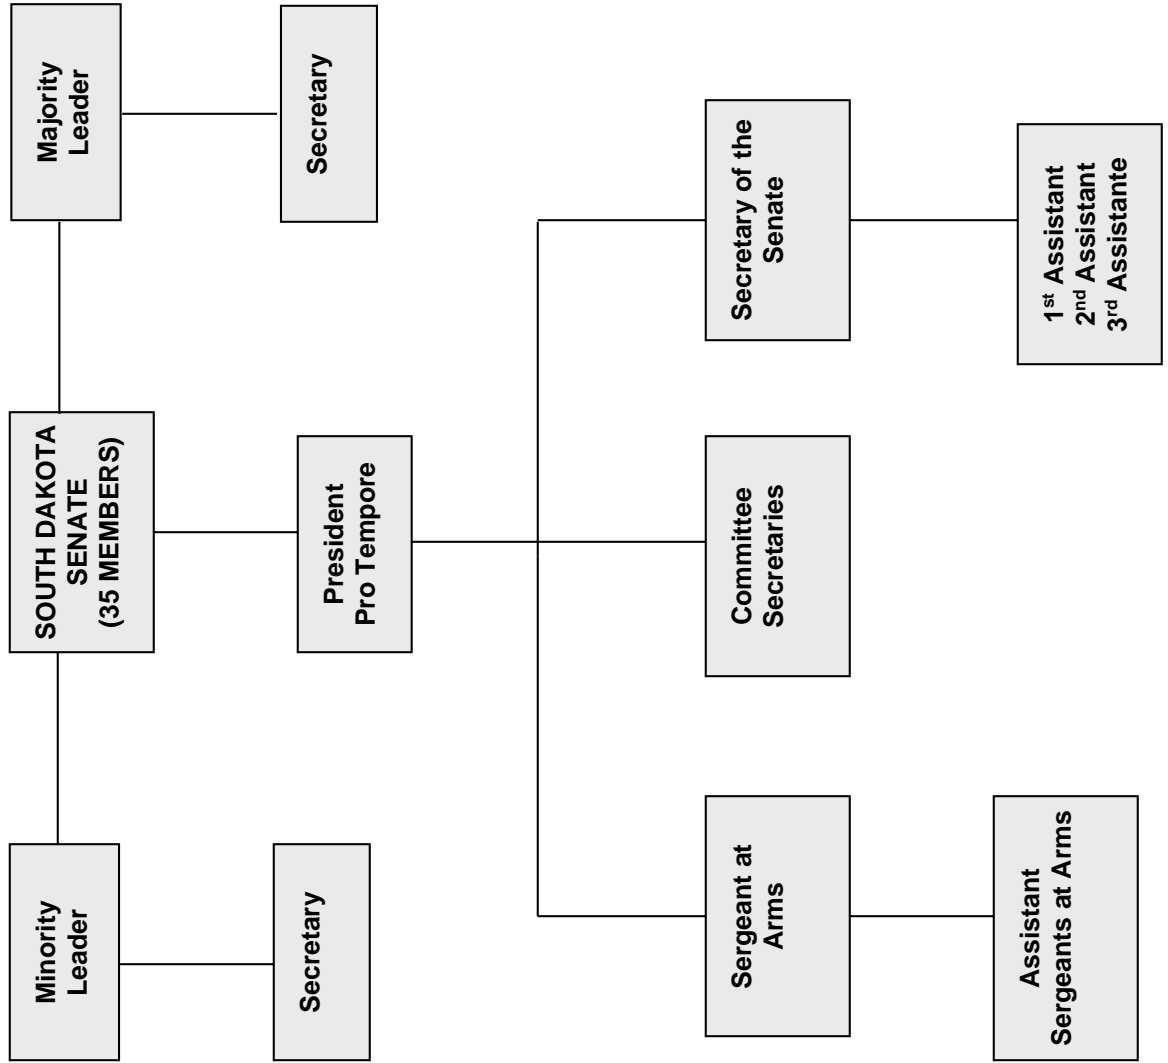 Minority
Leader
SOUTH DAKOTA
SENATE
(35 MEMBERS)
Majority
Leader
Secretary
President
Pro Tempore
Secretary
Sergeant at
Arms
Committee
Secretaries
Secretary of the
Senate
Assistant
Sergeants at Arms
1st Assistant
2nd Assistant
3rd Assistante